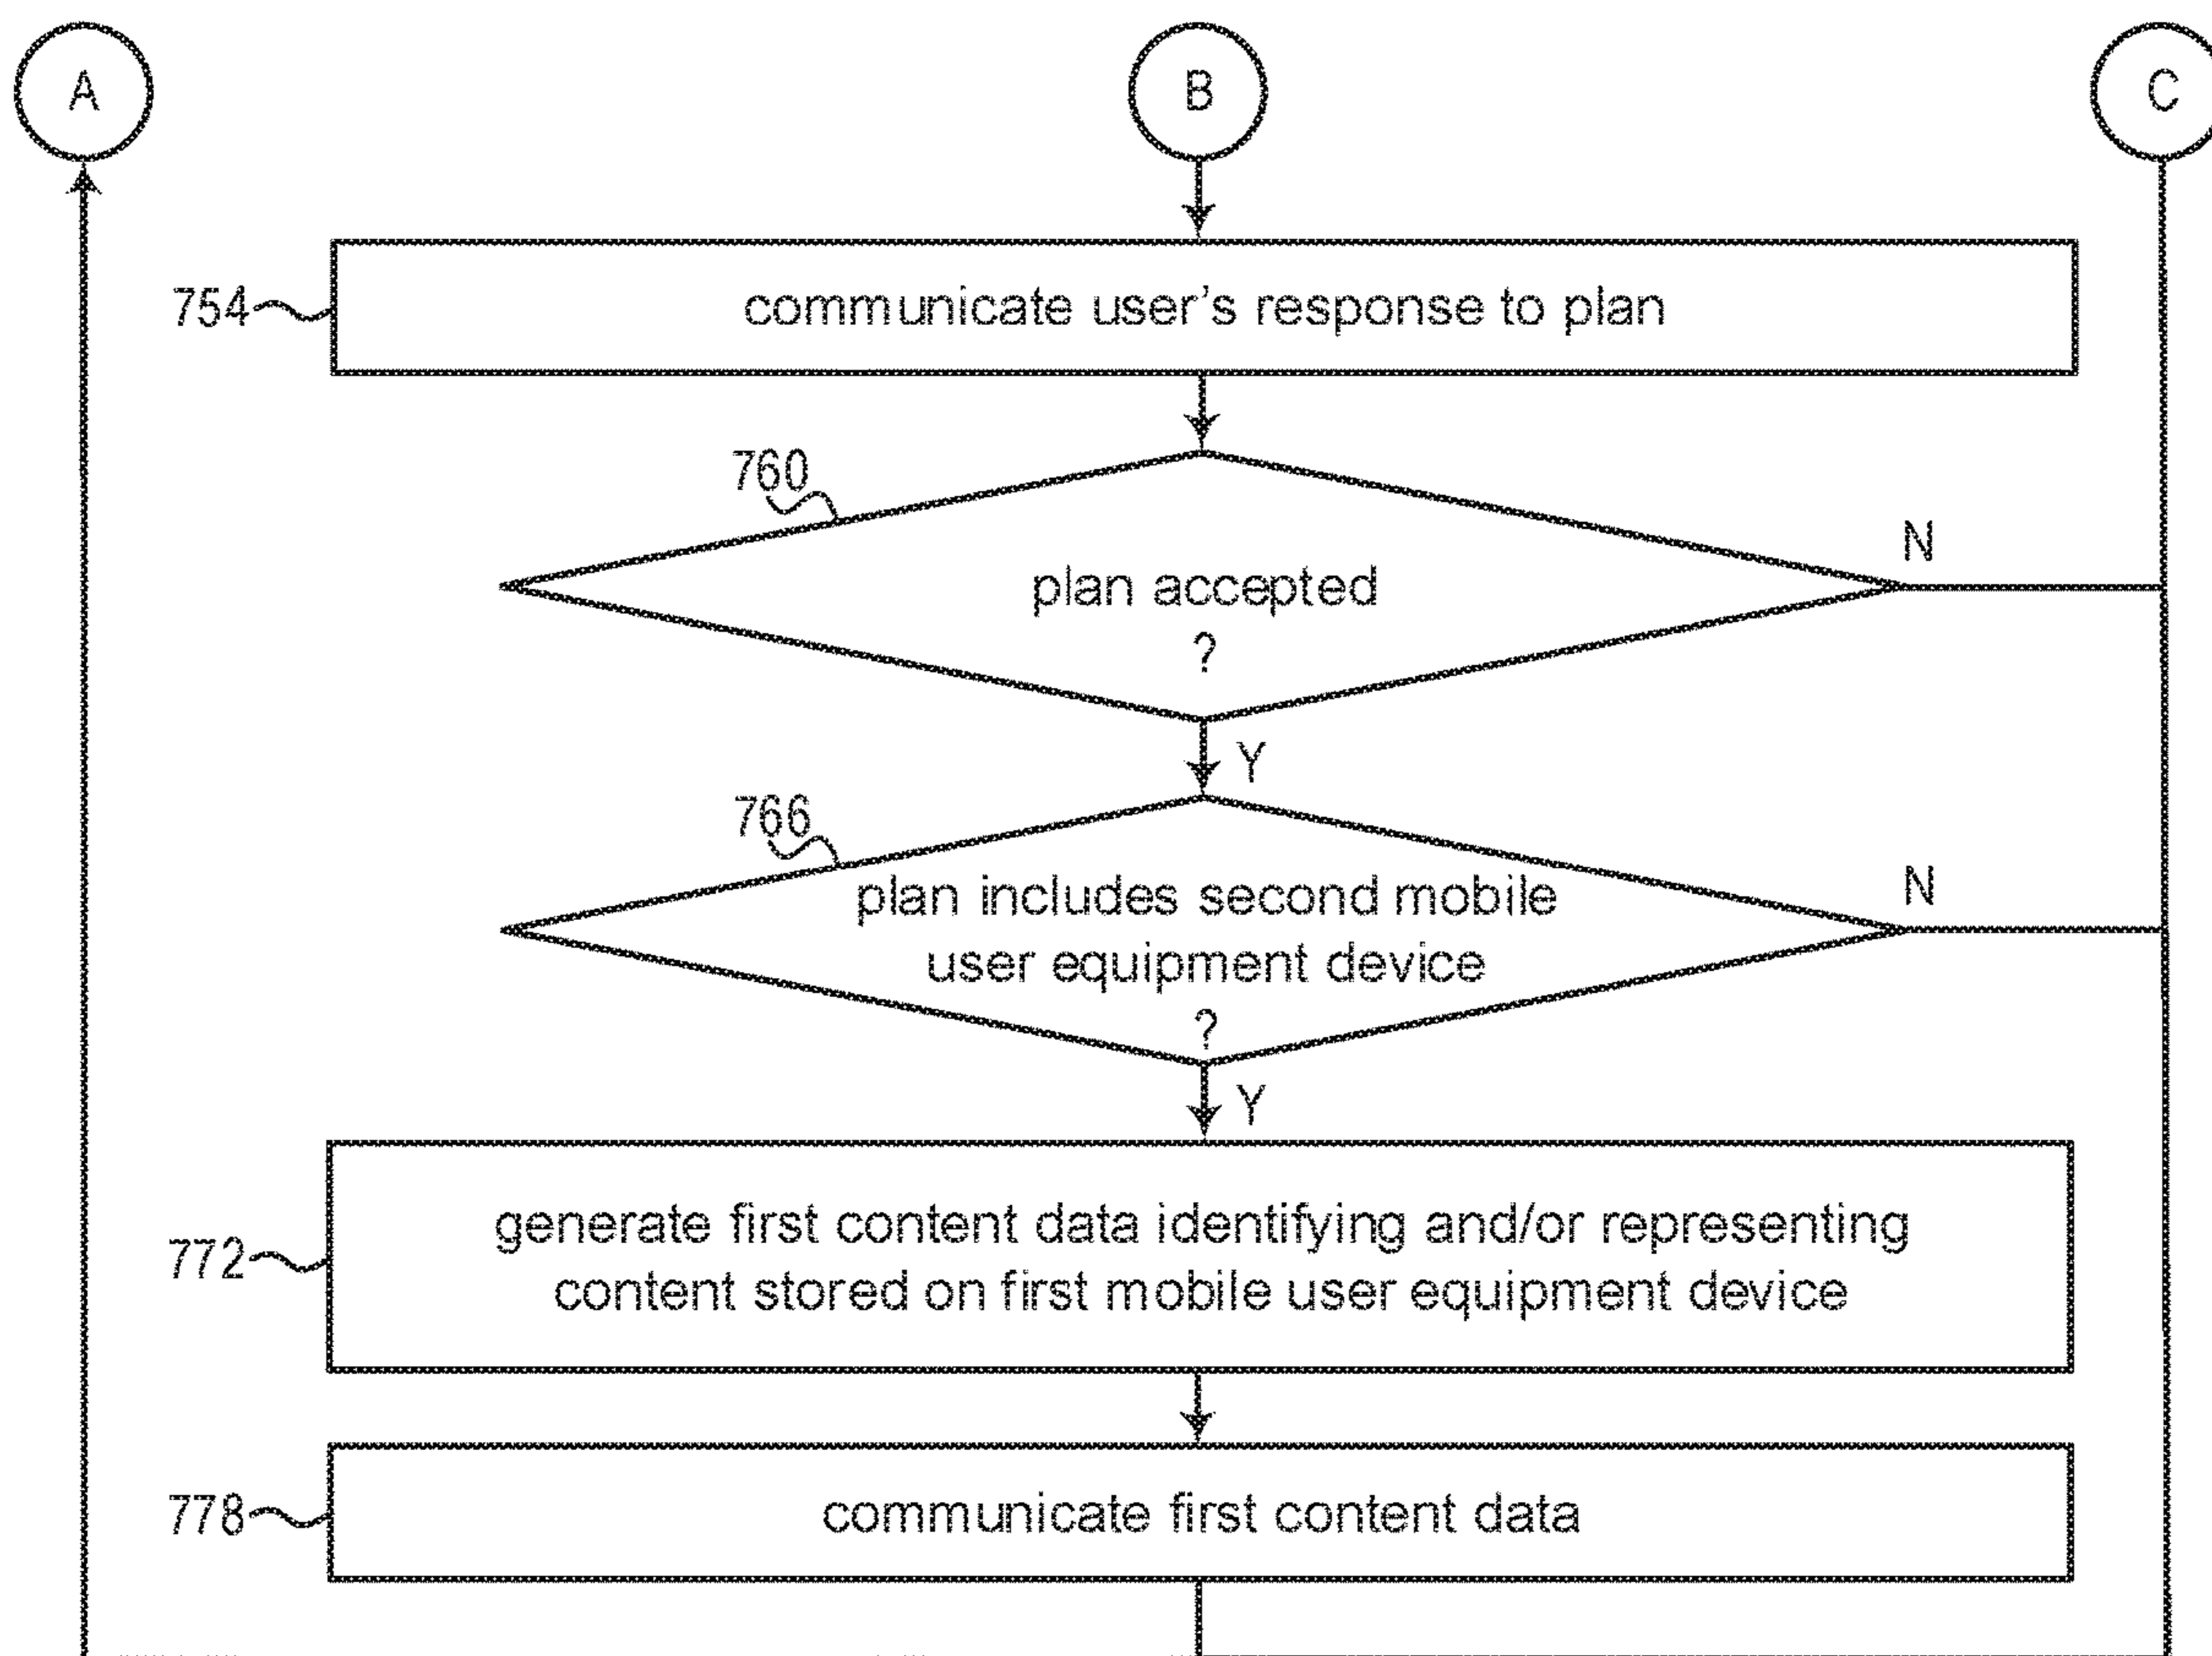 A
B
C
754
communicate user's response to plan
760
N
plan accepted
?
Y
766
N
plan includes second mobile
user equipment device
?
Y
772
generate first content data identifying and/or representing
content stored on first mobile user equipment device
778
communicate first content data